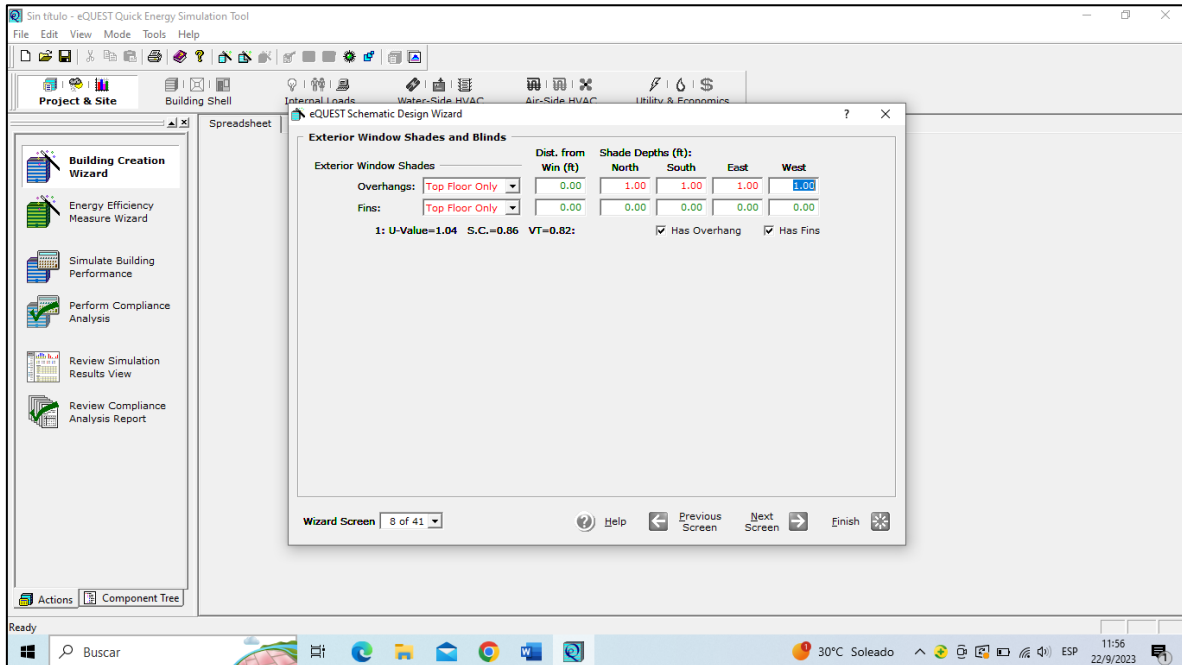 Sin título - eQUEST Quick Energy Simulation Tool
File Edit View Mode Tools Help
Project & Site Building Shell Internal Loads Water-Side HVAC Air-Side HVAC Utility & Economics
Spreadsheet
Building Creation
Wizard
Energy Efficiency
Measure Wizard
Simulate Building
Performance
Perform Compliance
Analysis
Review Simulation
Results View
Review Compliance
Analysis Report
Actions Component Tree
eQUEST Schematic Design Wizard ?
Exterior Window Shades and Blinds
Dist. from Shade Depths (ft):
Exterior Window Shades Win (ft) North South East West
Overhangs: Top Floor Only 0.00 1.00 1.00 1.00 1.00
Fins: Top Floor Only 0.00 0.00 0.00 0.00 0.00
1: U-Value=1.04 S.C.=0.86 VT=0.82: Has Overhang Has Fins
Wizard Screen 8 of 41 Help Previous Screen Next Screen Finish
Ready
Buscar 30°C Soleado ESP 11:56
22/9/2023